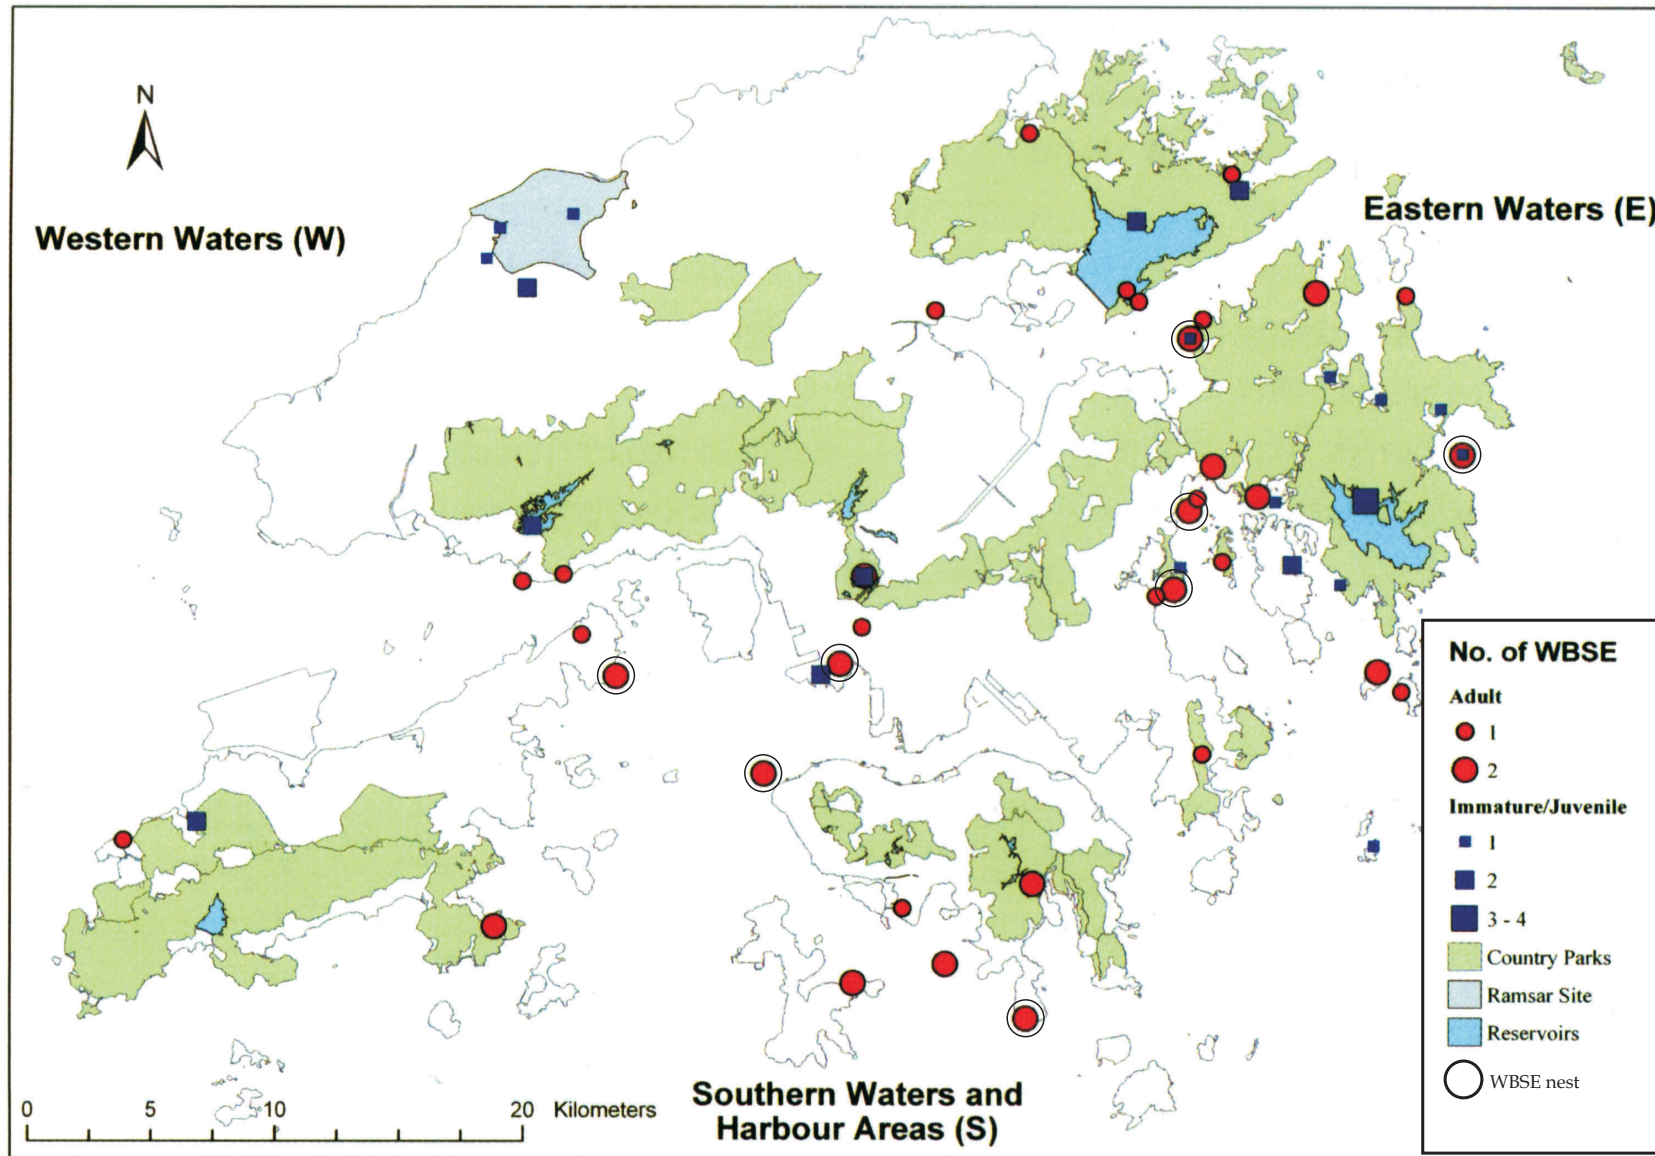 N
Western Waters (W)
Eastern Waters (E)
No. of WBSE
Adult
1
2
Immature/Juvenile
1
2
3 - 4
Country Parks
Ramsar Site
Reservoirs
WBSE nest
0 5 10 20 Kilometers
Southern Waters and
Harbour Areas (S)